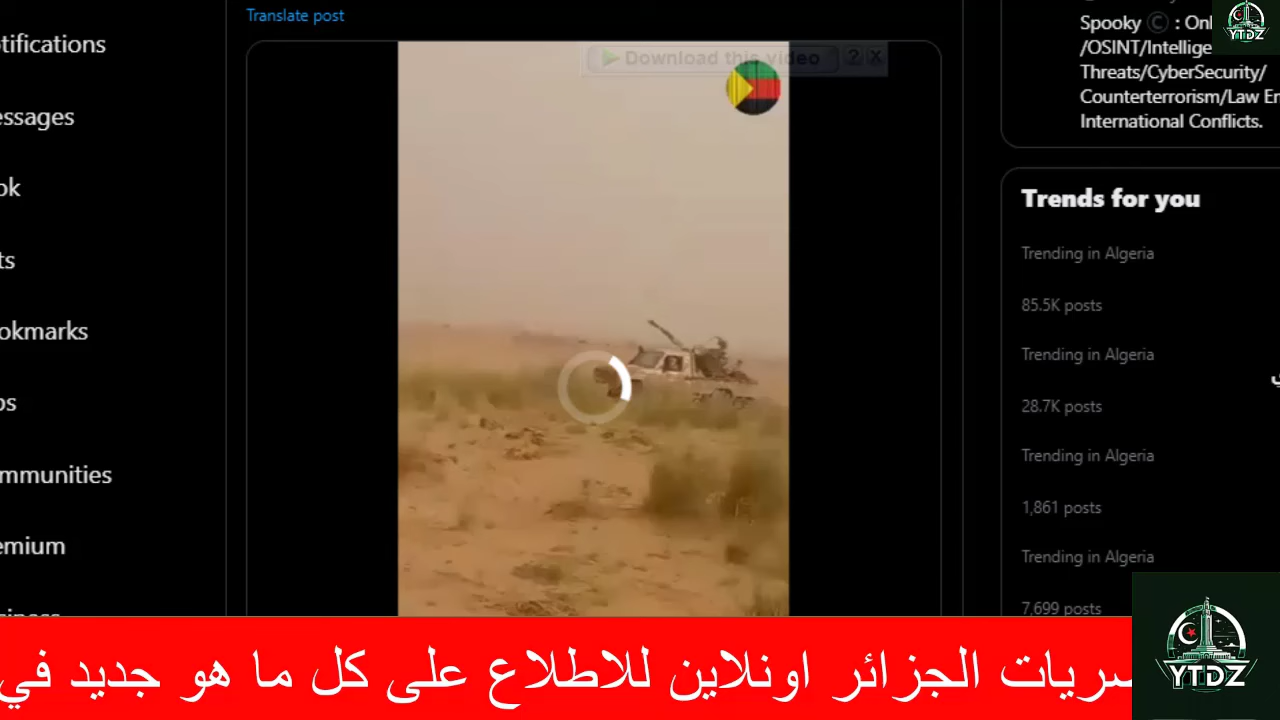 Translate post
Download this video
? X
Spooky © : Onl
/OSINT/Intellige
Threats/CyberSecurity/
Counterterrorism/Law En
International Conflicts.
YTDZ
tifications
essages
ok
ts
okmarks
os
mmunities
emium
Trends for you
Trending in Algeria
85.5K posts
Trending in Algeria
28.7K posts
Trending in Algeria
1,861 posts
Trending in Algeria
7,699 posts
صريات الجزائر اونلاين للاطلاع على كل ما هو جديد في
YTDZ